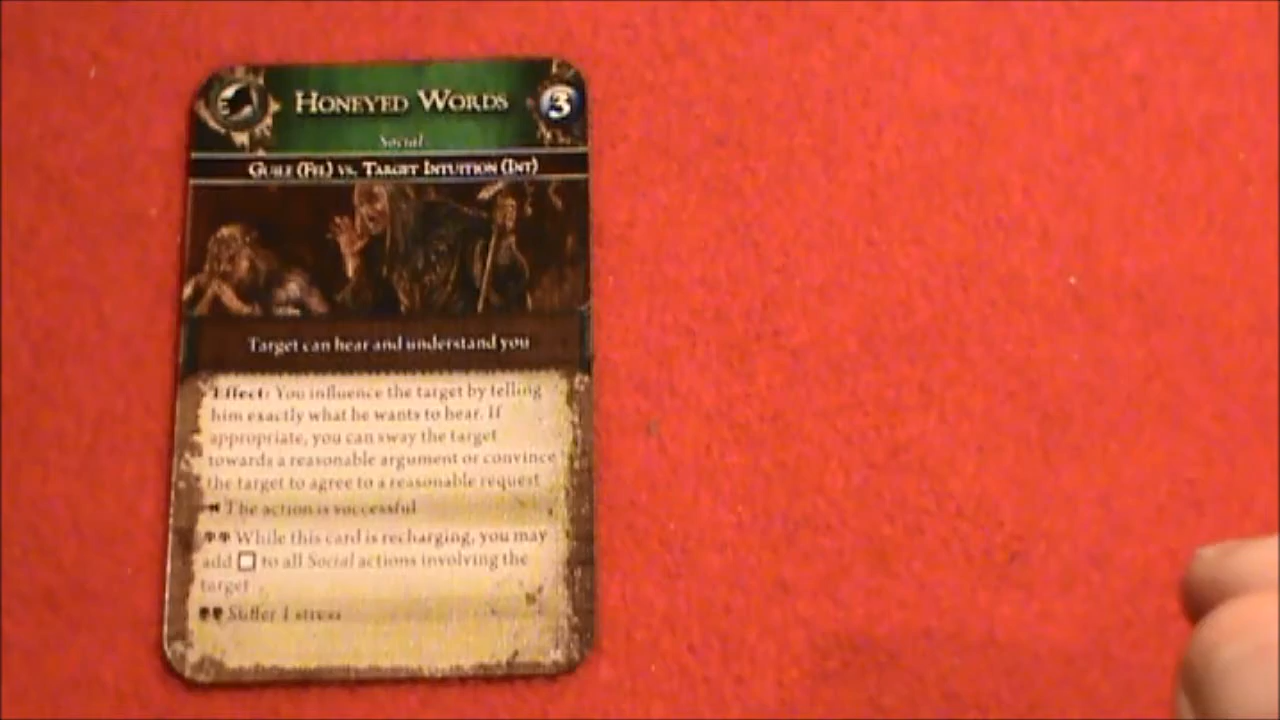 Honeyed Words
3
Social
Guile (Fel) vs. Target Intuition (Int)
Target can hear and understand you
Effect: You influence the target by telling
him exactly what he wants to hear. If
appropriate, you can sway the target
towards a reasonable argument or convince
the target to agree to a reasonable request
The action is successful
While this card is recharging, you may
add □ to all Social actions involving the
target
Suffer 1 stress